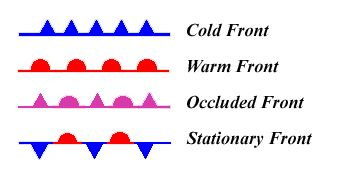 Cold Front
Warm Front
Occluded Front
Stationary Front